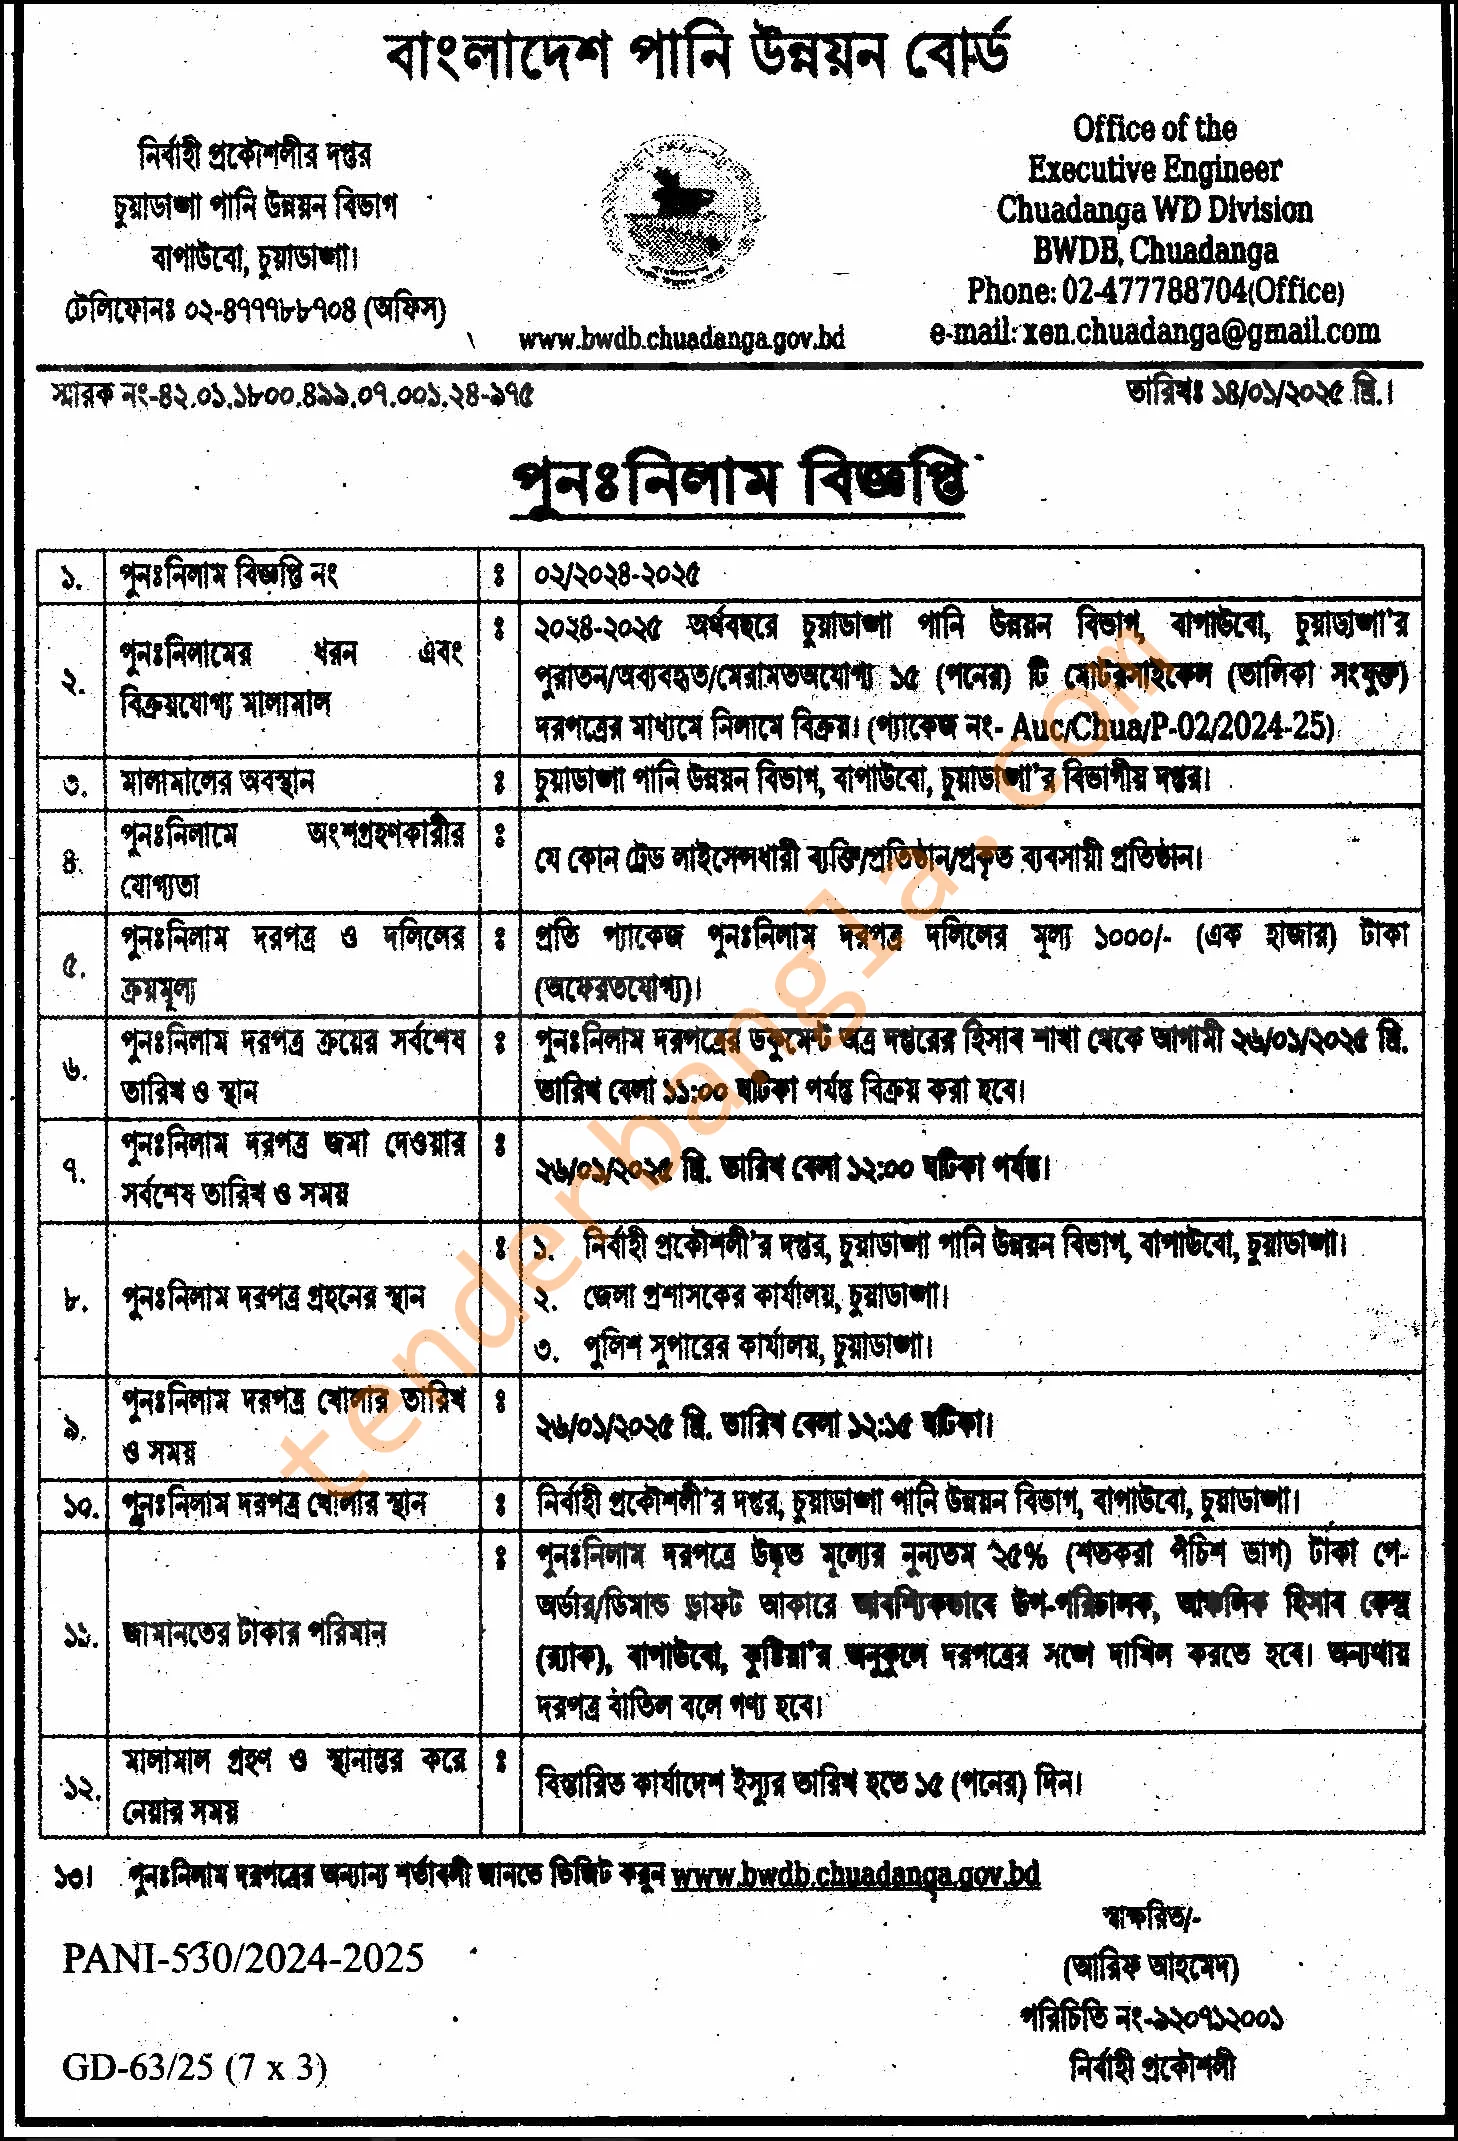 বাংলাদেশ পানি উন্নয়ন বোর্ড
নির্বাহী প্রকৌশলীর দপ্তর
চুয়াডাঙ্গা পানি উন্নয়ন বিভাগ
বাপাউবো, চুয়াডাঙ্গা।
টেলিফোনঃ ০২-৪৭৭৭৮৮৭০৪ (অফিস)
www.bwdb.chuadanga.gov.bd
Office of the
Executive Engineer
Chuadanga WD Division
BWDB, Chuadanga
Phone: 02-477788704(Office)
e-mail: xen.chuadanga@gmail.com
স্মারক নং-৪২.০১.১৮০০.৪৯৯.০৭.০০১.২৪-৯৭৫
তারিখঃ ১৪/০১/২০২৫ খ্রি.।
পুনঃনিলাম বিজ্ঞপ্তি
১. পুনঃনিলাম বিজ্ঞপ্তি নং ঃ ০২/২০২৪-২০২৫
২. পুনঃনিলামের ধরন এবং
বিক্রয়যোগ্য মালামাল
ঃ ২০২৪-২০২৫ অর্থবছরে চুয়াডাঙ্গা পানি উন্নয়ন বিভাগ, বাপাউবো, চুয়াডাঙ্গা'র
পুরাতন/অব্যবহৃত/মেরামতঅযোগ্য ১৫ (পনের) টি মোটরসাইকেল (তালিকা সংযুক্ত)
দরপত্রের মাধ্যমে নিলামে বিক্রয়। (প্যাকেজ নং- Auc/Chua/P-02/2024-25)
৩. মালামালের অবস্থান ঃ চুয়াডাঙ্গা পানি উন্নয়ন বিভাগ, বাপাউবো, চুয়াডাঙ্গা'র বিভাগীয় দপ্তর।
৪. পুনঃনিলামে অংশগ্রহণকারীর
যোগ্যতা
ঃ যে কোন ট্রেড লাইসেন্সধারী ব্যক্তি/প্রতিষ্ঠান/প্রকৃত ব্যবসায়ী প্রতিষ্ঠান।
৫. পুনঃনিলাম দরপত্র ও দলিলের
ক্রয়মূল্য
ঃ প্রতি প্যাকেজ পুনঃনিলাম দরপত্র দলিলের মূল্য ১০০০/- (এক হাজার) টাকা
(অফেরতযোগ্য)।
৬. পুনঃনিলাম দরপত্র ক্রয়ের সর্বশেষ
তারিখ ও স্থান
ঃ পুনঃনিলাম দরপত্রের ডকুমেন্ট অত্র দপ্তরের হিসাব শাখা থেকে আগামী ২৬/০১/২০২৫ খ্রি.
তারিখ বেলা ১১:০০ ঘটিকা পর্যন্ত বিক্রয় করা হবে।
৭. পুনঃনিলাম দরপত্র জমা দেওয়ার
সর্বশেষ তারিখ ও সময়
ঃ ২৬/০১/২০২৫ খ্রি. তারিখ বেলা ১২:০০ ঘটিকা পর্যন্ত।
৮. পুনঃনিলাম দরপত্র গ্রহনের স্থান
ঃ ১. নির্বাহী প্রকৌশলী'র দপ্তর, চুয়াডাঙ্গা পানি উন্নয়ন বিভাগ, বাপাউবো, চুয়াডাঙ্গা।
২. জেলা প্রশাসকের কার্যালয়, চুয়াডাঙ্গা।
৩. পুলিশ সুপারের কার্যালয়, চুয়াডাঙ্গা।
৯. পুনঃনিলাম দরপত্র খোলার তারিখ
ও সময়
ঃ ২৬/০১/২০২৫ খ্রি. তারিখ বেলা ১২:১৫ ঘটিকা।
১০. পুনঃনিলাম দরপত্র খোলার স্থান ঃ নির্বাহী প্রকৌশলী'র দপ্তর, চুয়াডাঙ্গা পানি উন্নয়ন বিভাগ, বাপাউবো, চুয়াডাঙ্গা।
১১. জামানতের টাকার পরিমান
ঃ পুনঃনিলাম দরপত্রে উদ্ধৃত মূল্যের নুন্যতম ২৫% (শতকরা পঁচিশ ভাগ) টাকা পে-
অর্ডার/ডিমান্ড ড্রাফট আকারে আবশ্যিকভাবে উপ-পরিচালক, আঞ্চলিক হিসাব কেন্দ্র
(র‍্যাক), বাপাউবো, কুষ্টিয়া'র অনুকুলে দরপত্রের সঙ্গে দাখিল করতে হবে। অন্যথায়
দরপত্র বাতিল বলে গণ্য হবে।
১২. মালামাল গ্রহণ ও স্থানান্তর করে
নেয়ার সময়
ঃ বিস্তারিত কার্যাদেশ ইস্যুর তারিখ হতে ১৫ (পনের) দিন।
১৩। পুনঃনিলাম দরপত্রের অন্যান্য শর্তাবলী জানতে ভিজিট করুন www.bwdb.chuadanga.gov.bd
স্বাক্ষরিত/-
(আরিফ আহমেদ)
পরিচিতি নং-৯২০৭১২০০১
নির্বাহী প্রকৌশলী
PANI-530/2024-2025
GD-63/25 (7 x 3)
tenderbangla.com